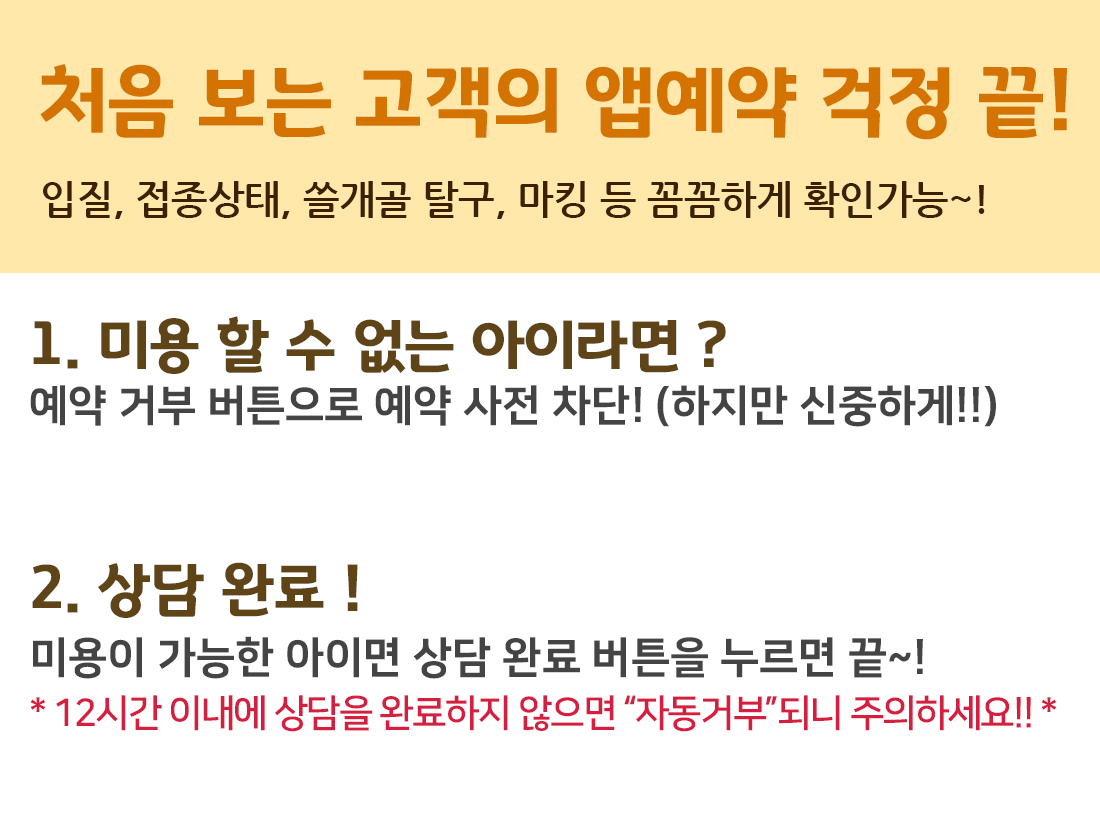 처음 보는 고객의 앱예약 걱정 끝!
입질, 접종상태, 쓸개골 탈구, 마킹 등 꼼꼼하게 확인가능~!
1. 미용 할 수 없는 아이라면 ?
예약 거부 버튼으로 예약 사전 차단! (하지만 신중하게!!)
2. 상담 완료 !
미용이 가능한 아이면 상담 완료 버튼을 누르면 끝~!
* 12시간 이내에 상담을 완료하지 않으면 “자동거부”되니 주의하세요!! *